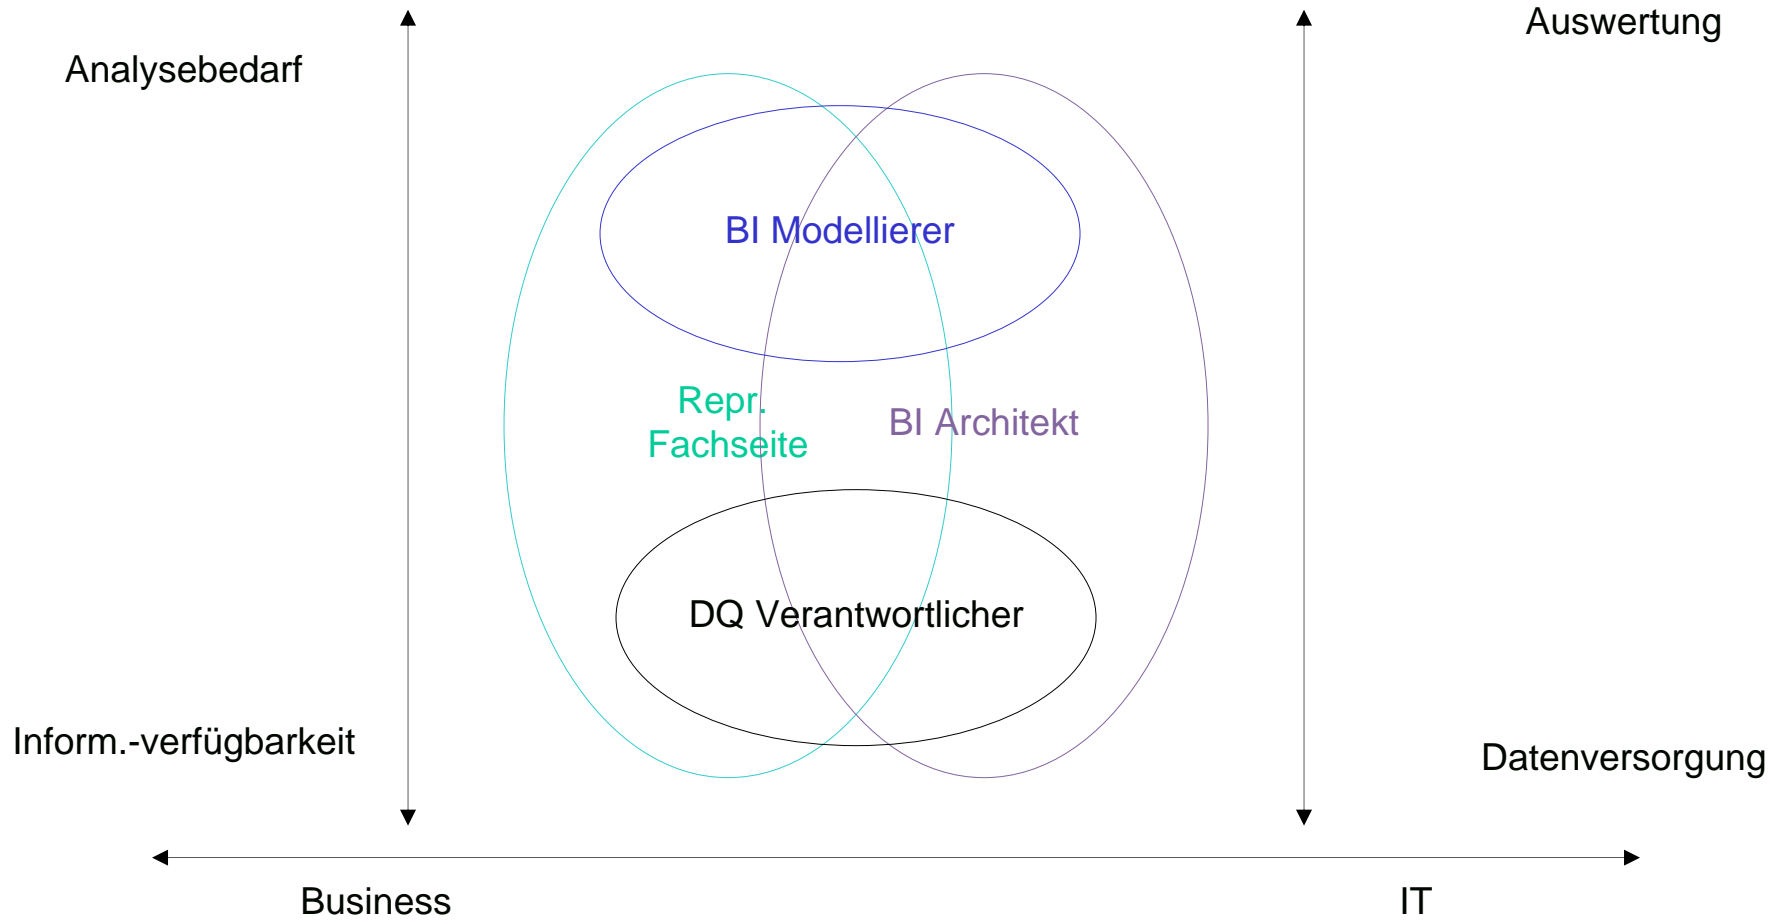 Auswertung
Analysebedarf
BI Modellierer
Repr.
Fachseite
BI Architekt
DQ Verantwortlicher
Inform.-verfügbarkeit
Datenversorgung
Business
IT